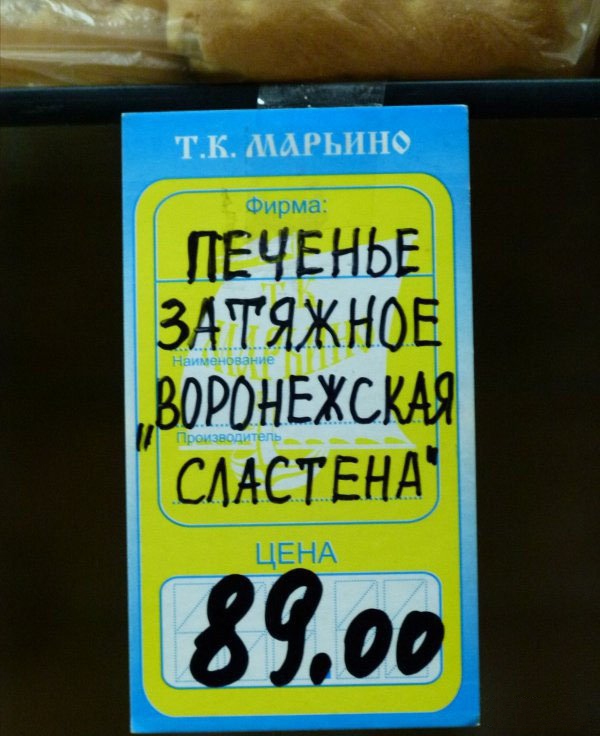 Т.К. МАРЬИНО
Фирма:
ПЕЧЕНЬЕ
ЗАТЯЖНОЕ
Наименование
„ВОРОНЕЖСКАЯ
Производитель
СЛАСТЕНА"
ЦЕНА
89.00